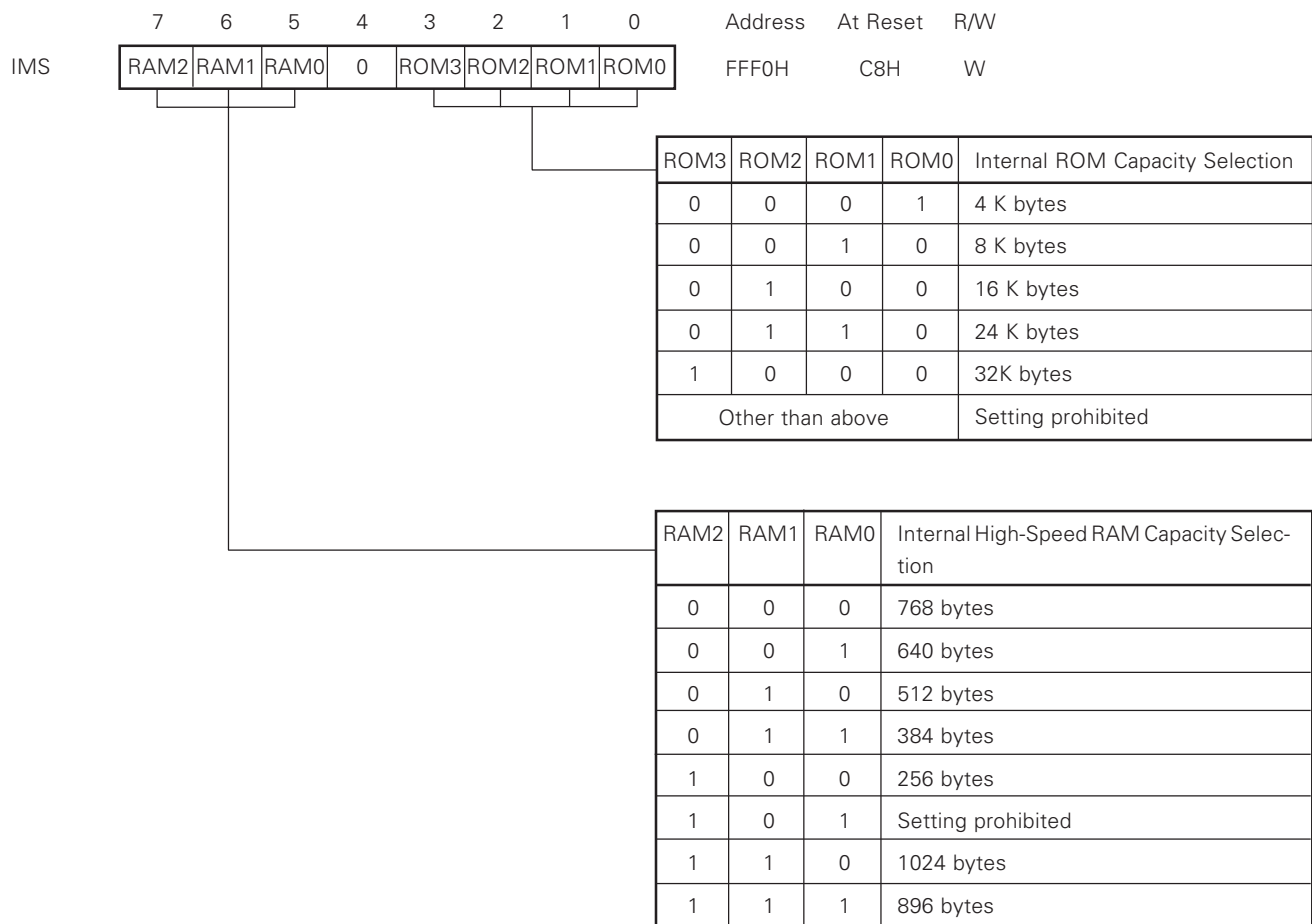 7 6 5 4 3 2 1 0 Address At Reset R/W
IMS RAM2 RAM1 RAM0 0 ROM3 ROM2 ROM1 ROM0 FFF0H C8H W
ROM3 ROM2 ROM1 ROM0 Internal ROM Capacity Selection
0 0 0 1 4 K bytes
0 0 1 0 8 K bytes
0 1 0 0 16 K bytes
0 1 1 0 24 K bytes
1 0 0 0 32K bytes
Other than above Setting prohibited
RAM2 RAM1 RAM0 Internal High-Speed RAM Capacity Selec-
tion
0 0 0 768 bytes
0 0 1 640 bytes
0 1 0 512 bytes
0 1 1 384 bytes
1 0 0 256 bytes
1 0 1 Setting prohibited
1 1 0 1024 bytes
1 1 1 896 bytes